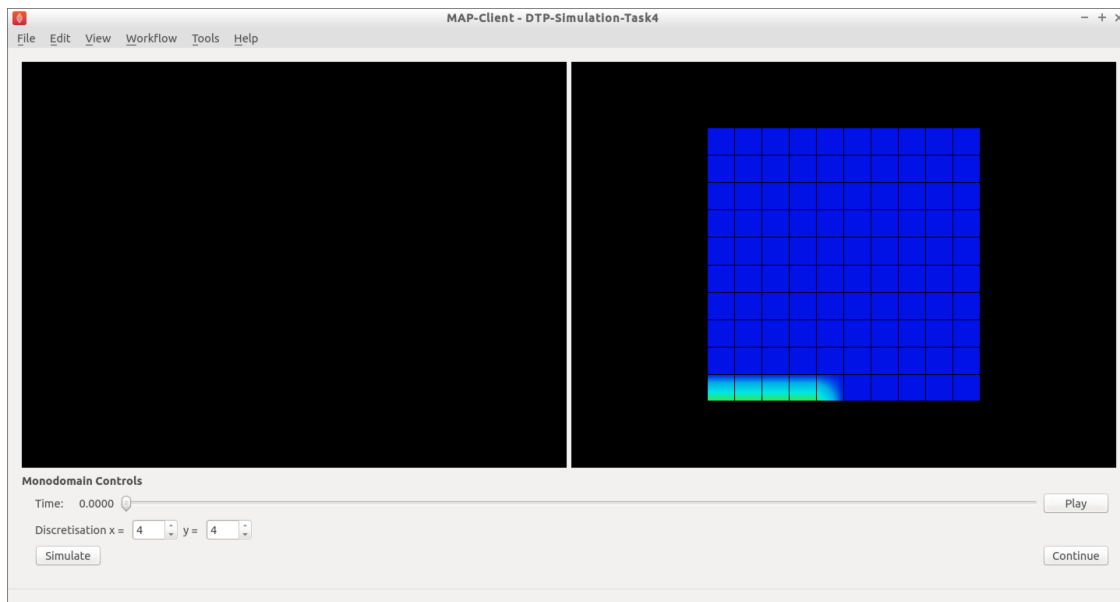 MAP-Client - DTP-Simulation-Task4
File Edit View Workflow Tools Help
Monodomain Controls
Time: 0.0000 Play
Discretisation x = 4 y = 4
Simulate Continue